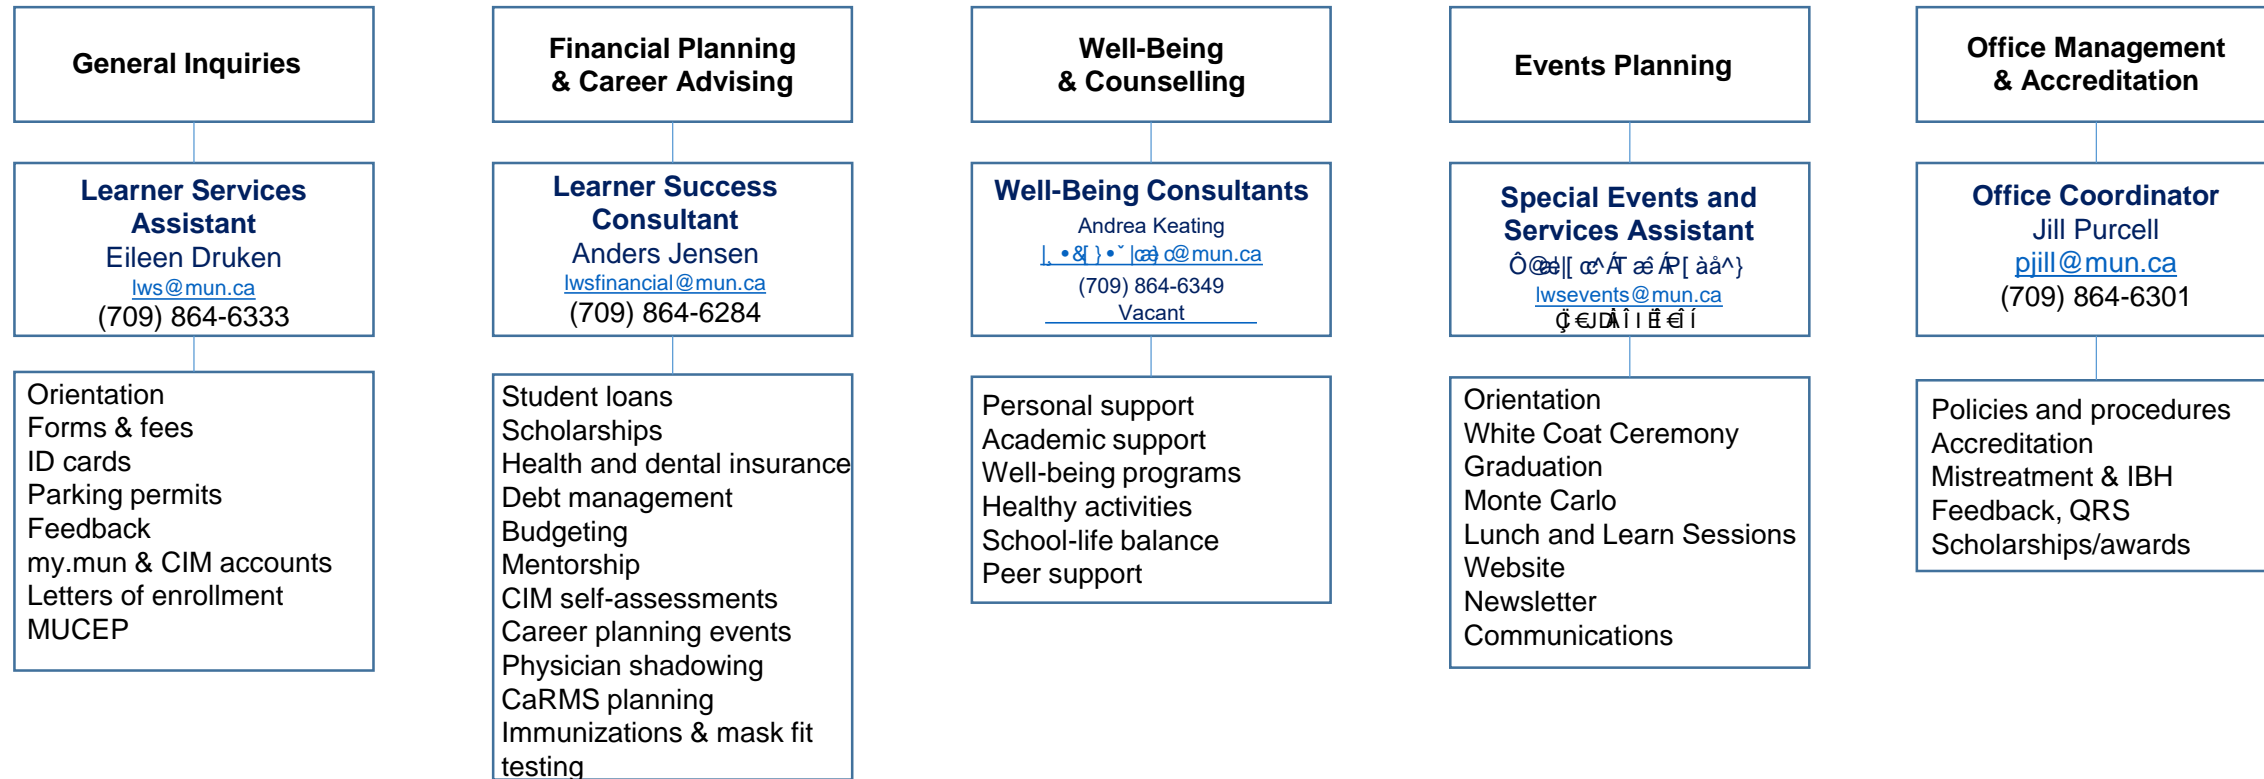 General Inquiries
Learner Services
Assistant
Eileen Druken
lws@mun.ca
(709) 864-6333
Orientation
Forms & fees
ID cards
Parking permits
Feedback
my.mun & CIM accounts
Letters of enrollment
MUCEP
Financial Planning
& Career Advising
Learner Success
Consultant
Anders Jensen
lwsfinancial@mun.ca
(709) 864-6284
Student loans
Scholarships
Health and dental insurance
Debt management
Budgeting
Mentorship
CIM self-assessments
Career planning events
Physician shadowing
CaRMS planning
Immunizations & mask fit
testing
Well-Being
& Counselling
Well-Being Consultants
Andrea Keating
@mun.ca
(709) 864-6349
Vacant
Personal support
Academic support
Well-being programs
Healthy activities
School-life balance
Peer support
Events Planning
Special Events and
Services Assistant
lwsevents@mun.ca
Orientation
White Coat Ceremony
Graduation
Monte Carlo
Lunch and Learn Sessions
Website
Newsletter
Communications
Office Management
& Accreditation
Office Coordinator
Jill Purcell
pjill@mun.ca
(709) 864-6301
Policies and procedures
Accreditation
Mistreatment & IBH
Feedback, QRS
Scholarships/awards